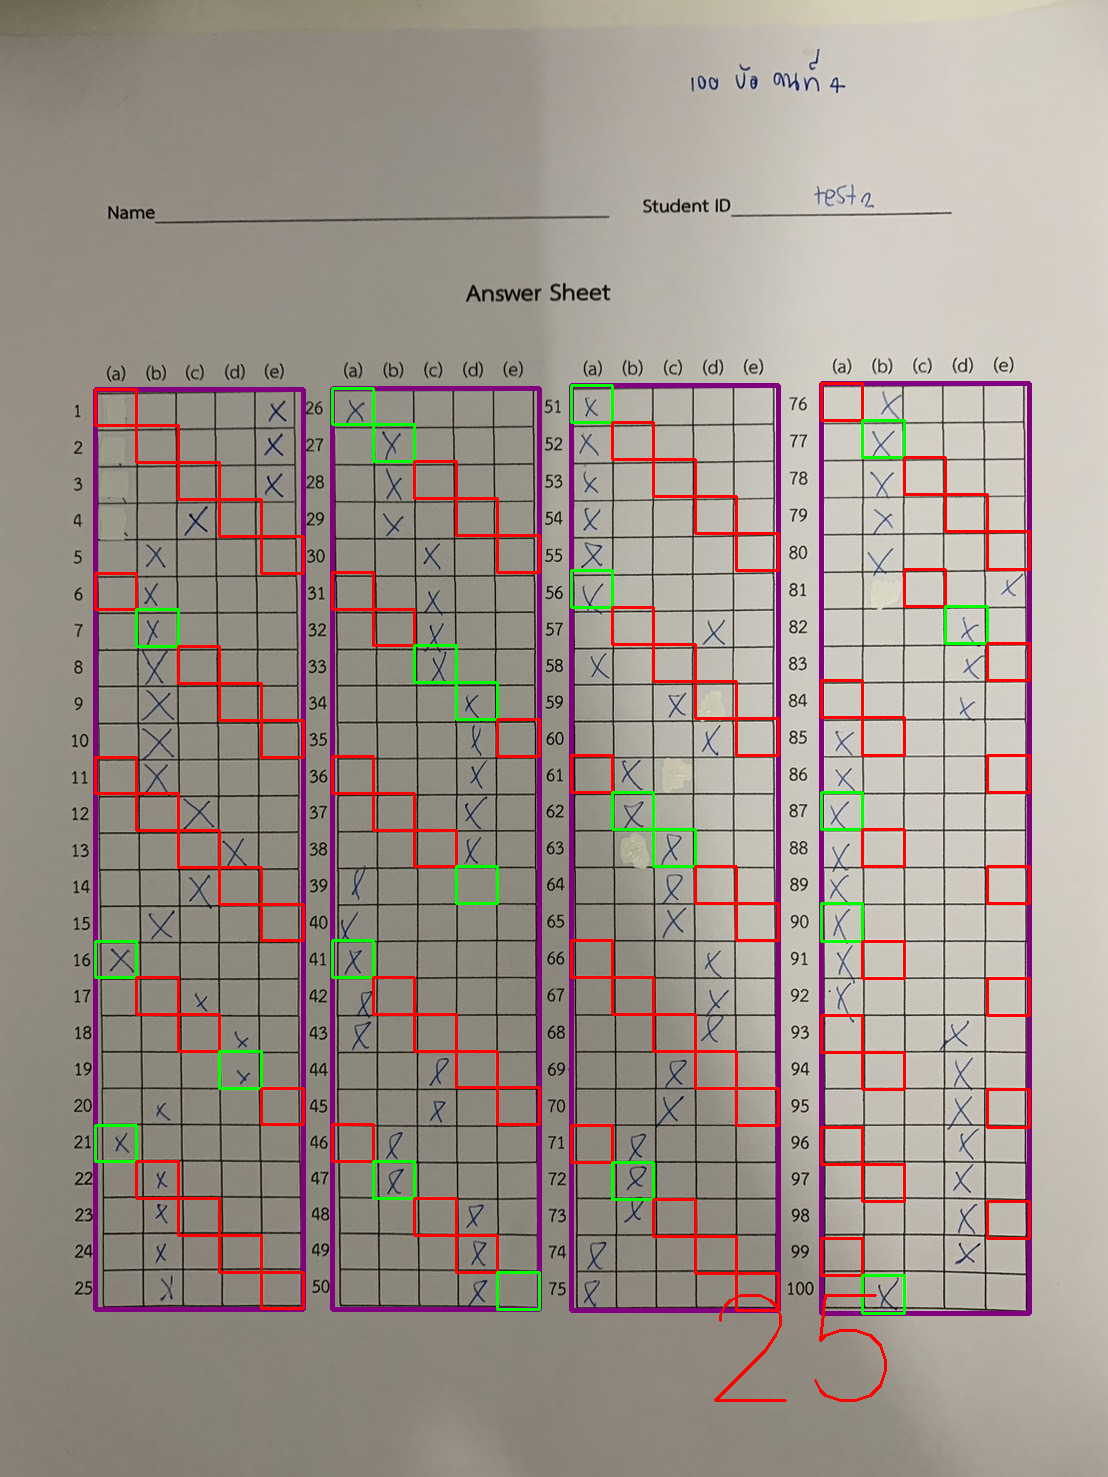 100 ข้อ คนที่ 4
Name
Student ID test2
Answer Sheet
(a) (b) (c) (d) (e) (a) (b) (c) (d) (e) (a) (b) (c) (d) (e) (a) (b) (c) (d) (e)
1 26 51 76
2 27 52 77
3 28 53 78
4 29 54 79
5 30 55 80
6 31 56 81
7 32 57 82
8 33 58 83
9 34 59 84
10 35 60 85
11 36 61 86
12 37 62 87
13 38 63 88
14 39 64 89
15 40 65 90
16 41 66 91
17 42 67 92
18 43 68 93
19 44 69 94
20 45 70 95
21 46 71 96
22 47 72 97
23 48 73 98
24 49 74 99
25 50 75 100
25